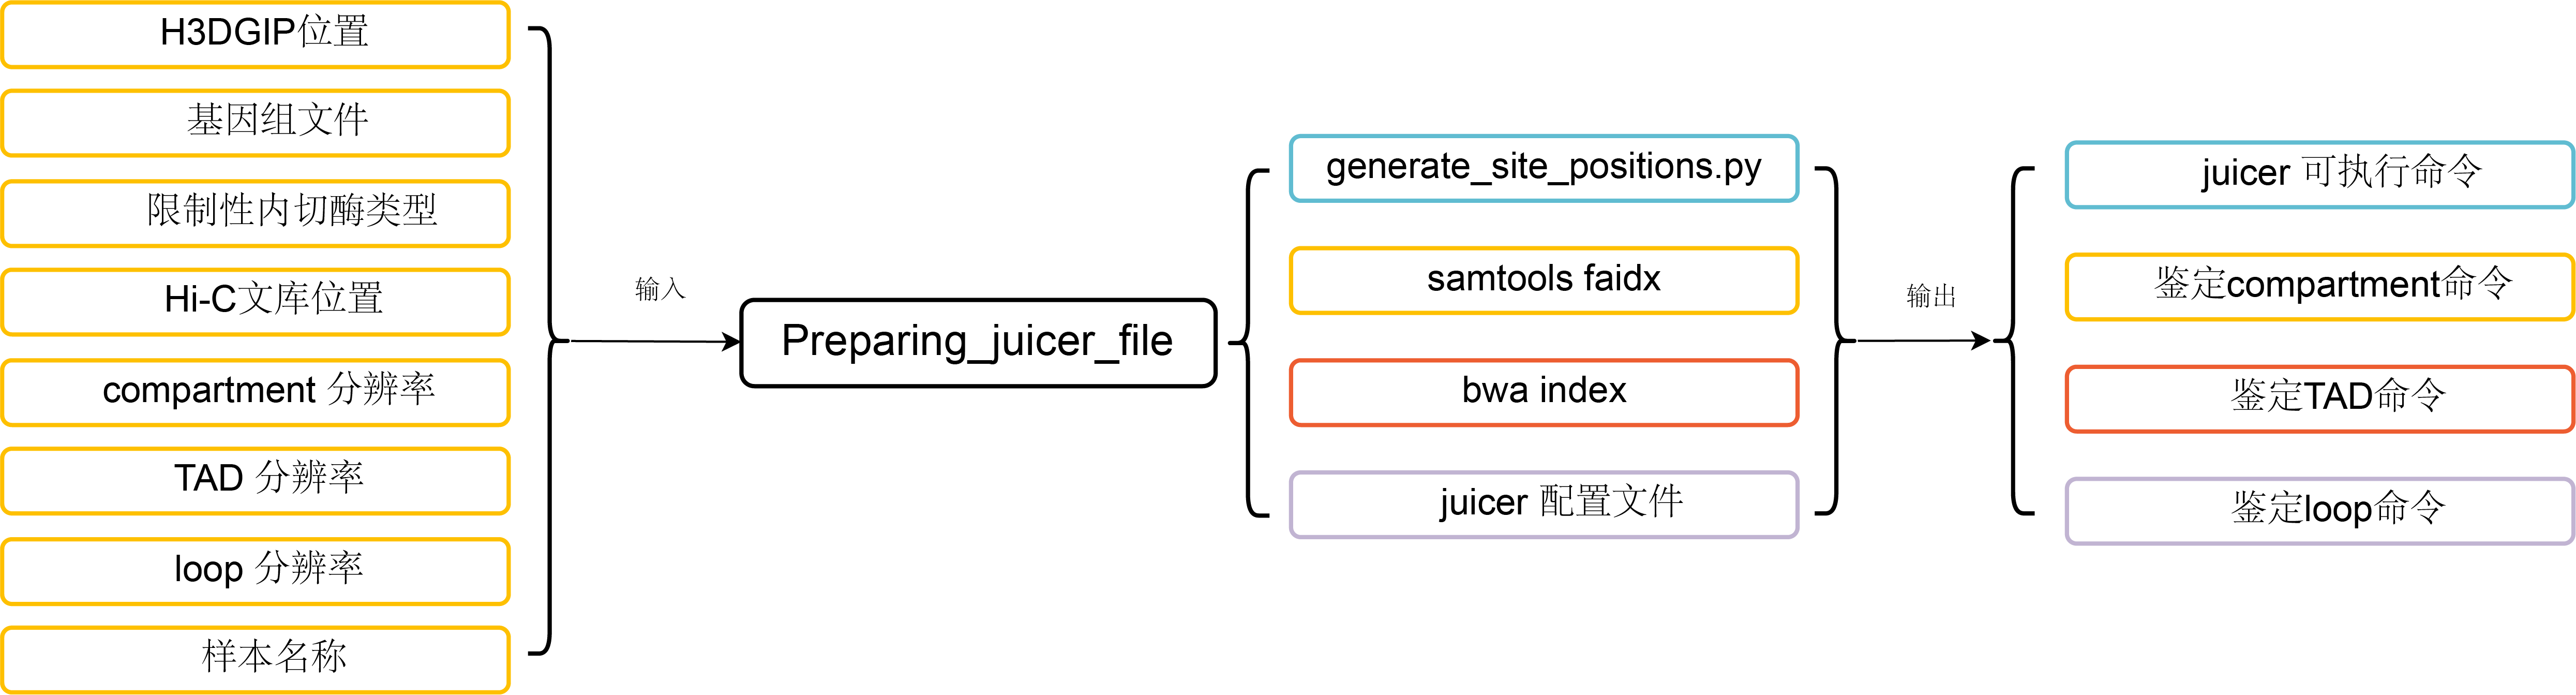 H3DGIP位置
基因组文件
限制性内切酶类型
Hi-C文库位置
compartment 分辨率
TAD 分辨率
loop 分辨率
样本名称
输入
Preparing_juicer_file
generate_site_positions.py
samtools faidx
bwa index
juicer 配置文件
输出
juicer 可执行命令
鉴定compartment命令
鉴定TAD命令
鉴定loop命令